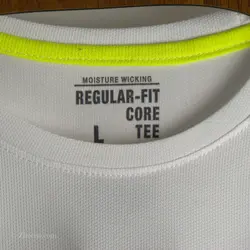 MOISTURE WICKING
REGULAR-FIT
CORE
L TEE